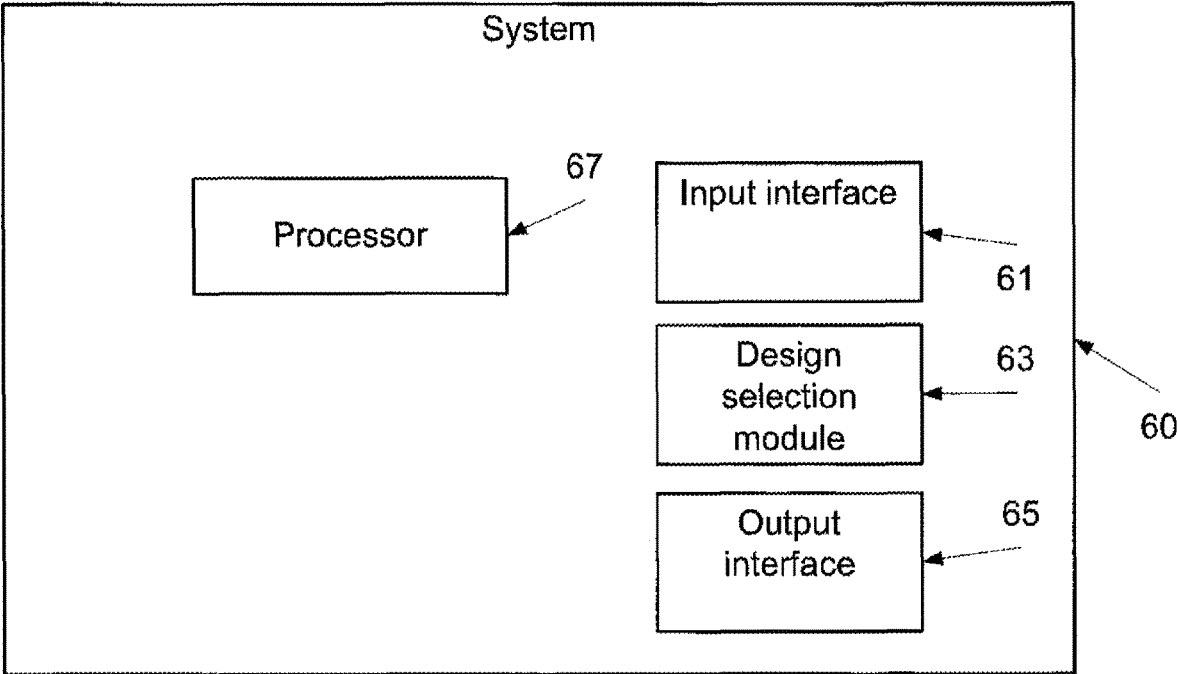 System
67
Processor
Input interface
61
Design
selection
module
63
60
Output
interface
65